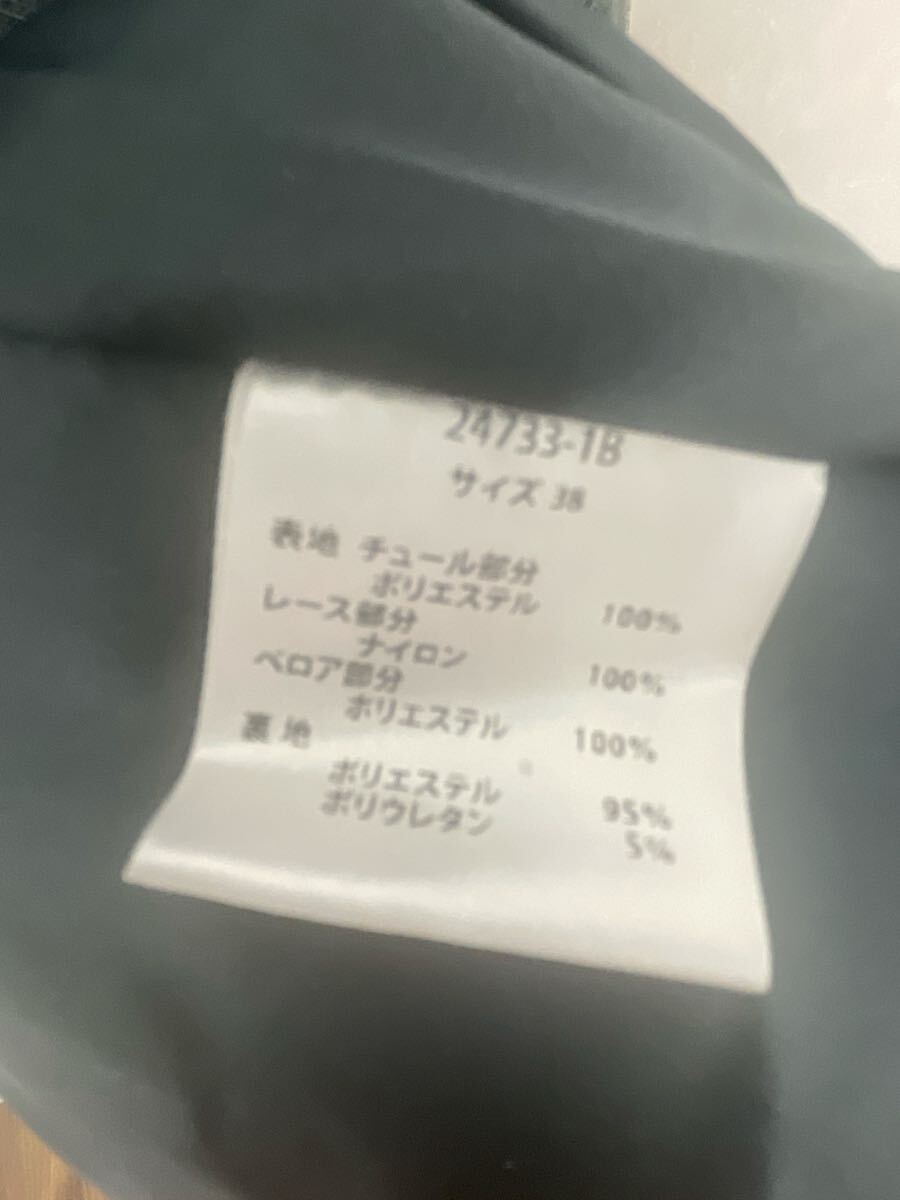 24733-1B
サイズ 38
表地 チュール部分
ポリエステル 100%
レース部分
ナイロン 100%
ベロア部分
ポリエステル 100%
裏地
ポリエステル 95%
ポリウレタン 5%